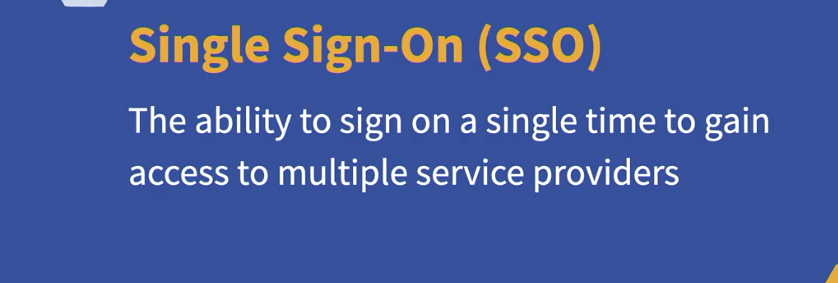 Single Sign-On (SSO)
The ability to sign on a single time to gain
access to multiple service providers